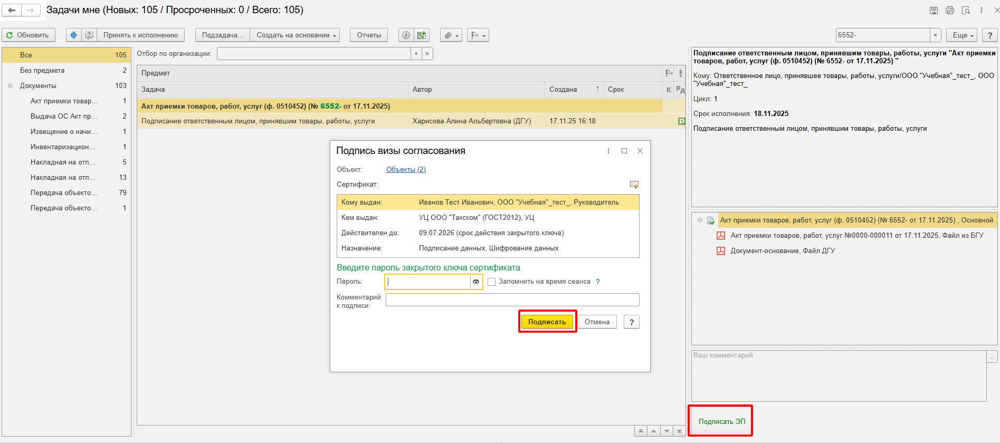 Задачи мне (Новых: 105 / Просроченных: 0 / Всего: 105)
Обновить
?
Принять к исполнению
Подзадача...
Создать на основании
Отчеты
6552-
×
Еще
?
Все 105
Без предмета 2
Документы 103
Акт приемки товар... 1
Выдача ОС Акт пр... 2
Извещение о начи... 1
Инвентаризацион... 1
Накладная на отп... 5
Накладная на отп... 13
Передача объекто... 79
Передача объекто... 1
Отбор по организации:
×
Предмет
!
Задача Автор Создана ↑ Срок К Рд
Акт приемки товаров, работ, услуг (ф. 0510452) (№ 6552- от 17.11.2025)
Подписание ответственным лицом, принявшим товары, работы, услуги Харисова Алина Альбертовна (ДГУ) 17.11.25 16:18 р
Подпись визы согласования
Объект: Объекты (2)
Сертификат:
Кому выдан: Иванов Тест Иванович, ООО "Учебная"_тест_, Руководитель
Кем выдан: УЦ ООО "Такском" (ГОСТ2012), УЦ
Действителен до: 09.07.2026 (срок действия закрытого ключа)
Назначение: Подписание данных, Шифрование данных
Введите пароль закрытого ключа сертификата
Пароль:
Запомнить на время сеанса ?
Комментарий
к подписи:
Подписать
Отмена
?
Подписание ответственным лицом, принявшим товары, работы, услуги "Акт приемки
товаров, работ, услуг (ф. 0510452) (№ 6552- от 17.11.2025) "
Кому: Ответственное лицо, принявшее товары, работы, услуги/ООО "Учебная"_тест_, ООО
"Учебная"_тест_
Цикл: 1
Срок исполнения: 18.11.2025
Подписание ответственным лицом, принявшим товары, работы, услуги
Акт приемки товаров, работ, услуг (ф. 0510452) (№ 6552- от 17.11.2025) , Основной
Акт приемки товаров, работ, услуг №0000-000011 от 17.11.2025, Файл из БГУ
Документ-основание, Файл ДГУ
Ваш комментарий
...
Подписать ЭП